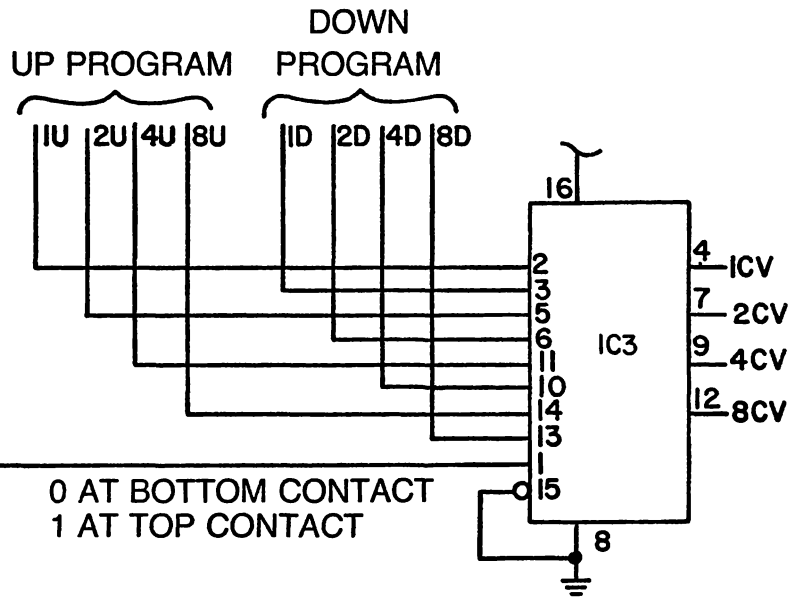 DOWN
UP PROGRAM PROGRAM
1U 2U 4U 8U 1D 2D 4D 8D
16
2 4 1CV
3
5 7 2CV
6 IC3
11 9 4CV
10
14 12 8CV
13
1
0 AT BOTTOM CONTACT 15
1 AT TOP CONTACT
8